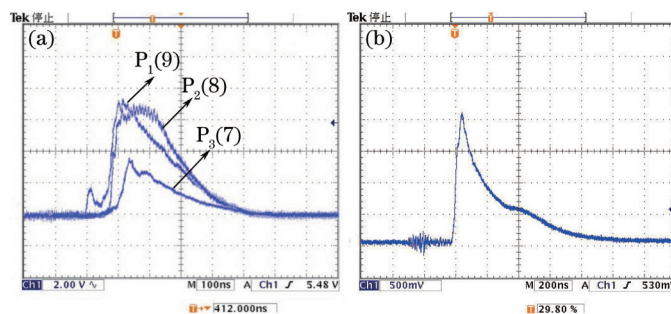 Tek 停止
Tek 停止
(a)
T
(b)
T
P1(9)
P2(8)
P3(7)
Ch1 2.00 V M 100ns A Ch1 5.48 V
Ch1 500mV M 200ns A Ch1 530mV
T 412.000ns
T 29.80 %